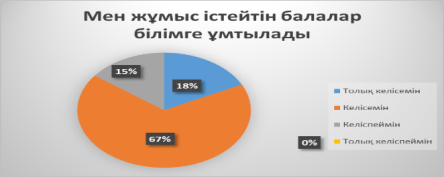 Мен жұмыс істейтін балалар
білімге ұмтылады
15%
18%
67%
0%
Толық келісемін
Келісемін
Келіспеймін
Толық келіспеймін